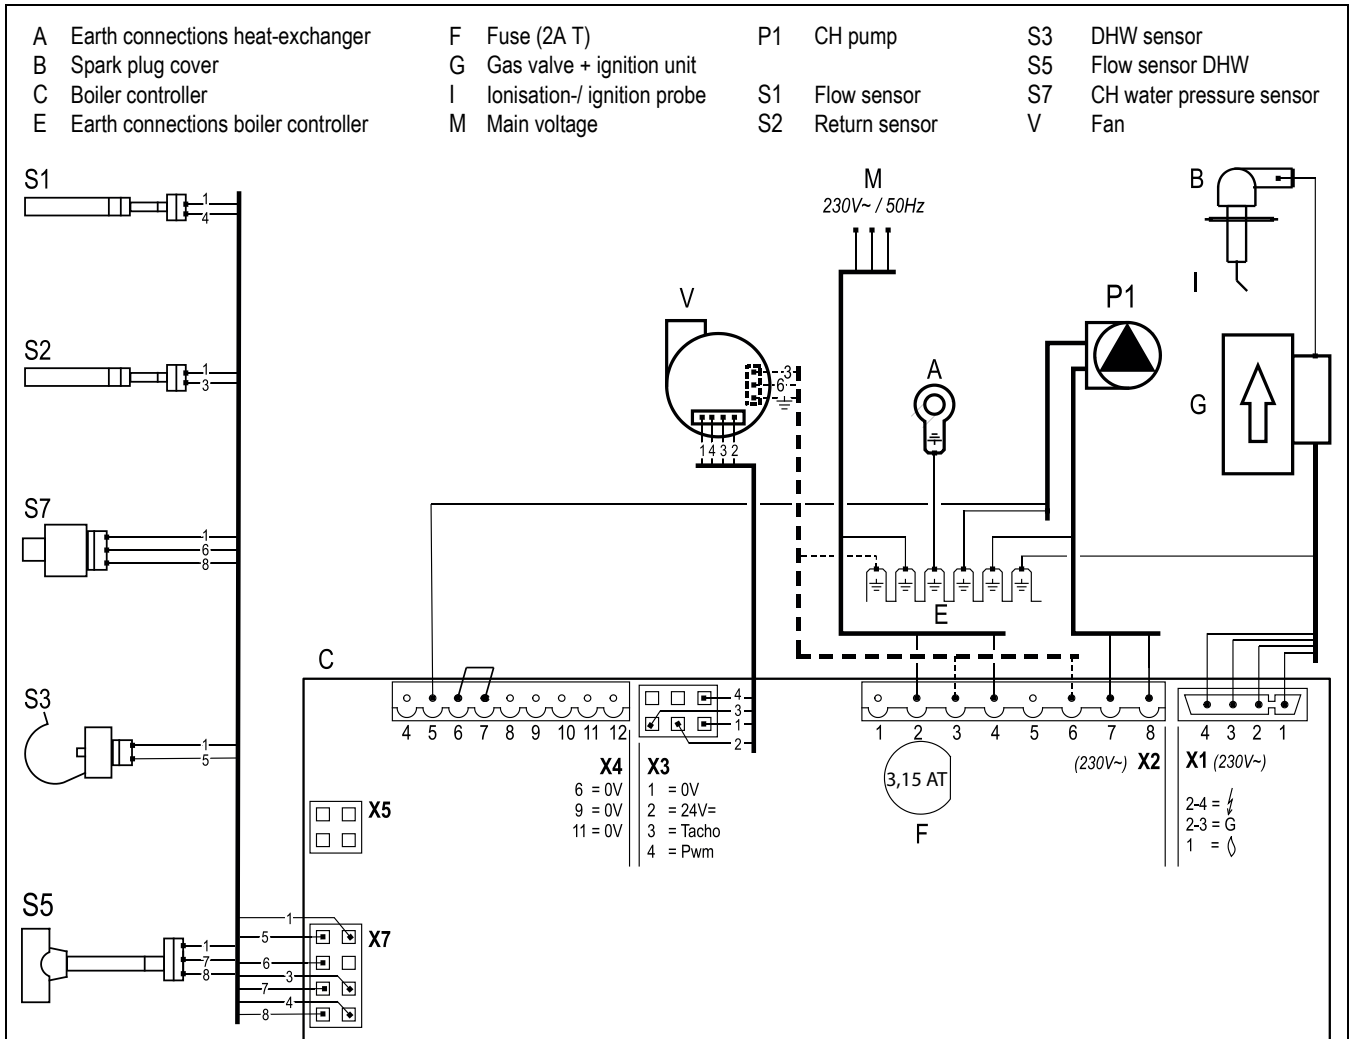 A Earth connections heat-exchanger
B Spark plug cover
C Boiler controller
E Earth connections boiler controller
F Fuse (2A T)
G Gas valve + ignition unit
I Ionisation-/ ignition probe
M Main voltage
P1 CH pump
S1 Flow sensor
S2 Return sensor
S3 DHW sensor
S5 Flow sensor DHW
S7 CH water pressure sensor
V Fan
S1
1
4
S2
1
3
S7
1
6
8
S3
1
5
S5
1
7
8
M
230V~ / 50Hz
V
3
6
1 4 3 2
A
P1
B
I
G
E
C
4 5 6 7 8 9 10 11 12
X4
6 = 0V
9 = 0V
11 = 0V
4
3
1
2
X3
1 = 0V
2 = 24V=
3 = Tacho
4 = Pwm
1 2 3 4 5 6 7 8
(230V~) X2
3,15 AT
F
4 3 2 1
X1 (230V~)
2-4 =
2-3 = G
1 =
X5
X7
1
5
6
3
7
4
8